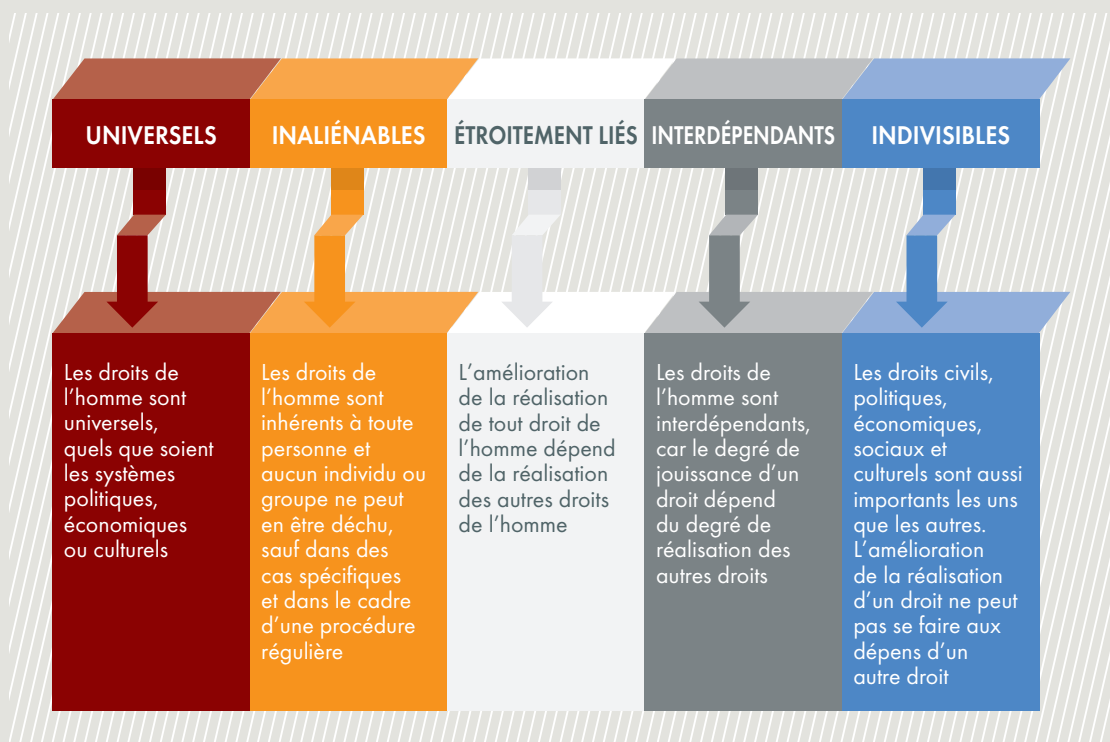 UNIVERSELS
INALIÉNABLES
ÉTROITEMENT LIÉS
INTERDÉPENDANTS
INDIVISIBLES
Les droits de
l’homme sont
universels,
quels que soient
les systèmes
politiques,
économiques
ou culturels
Les droits de
l’homme sont
inhérents à toute
personne et
aucun individu ou
groupe ne peut
en être déchu,
sauf dans des
cas spécifiques
et dans le cadre
d’une procédure
régulière
L’amélioration
de la réalisation
de tout droit de
l’homme dépend
de la réalisation
des autres droits
de l’homme
Les droits de
l’homme sont
interdépendants,
car le degré de
jouissance d’un
droit dépend
du degré de
réalisation des
autres droits
Les droits civils,
politiques,
économiques,
sociaux et
culturels sont aussi
importants les uns
que les autres.
L’amélioration
de la réalisation
d’un droit ne peut
pas se faire aux
dépens d’un
autre droit